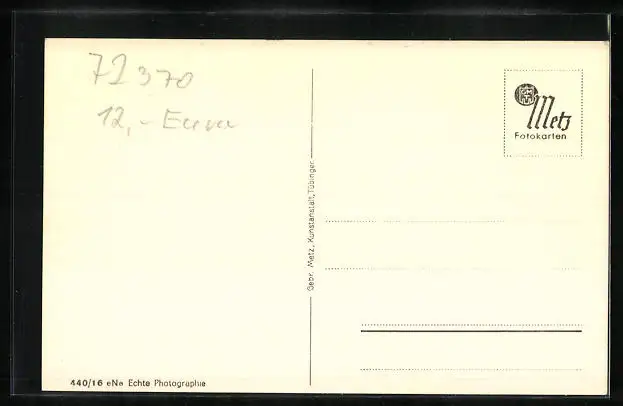 72370
12,- Euro
Metz
Fotokarten
Gebr. Metz, Kunstanstalt, Tübingen
440/16 eNe Echte Photographie